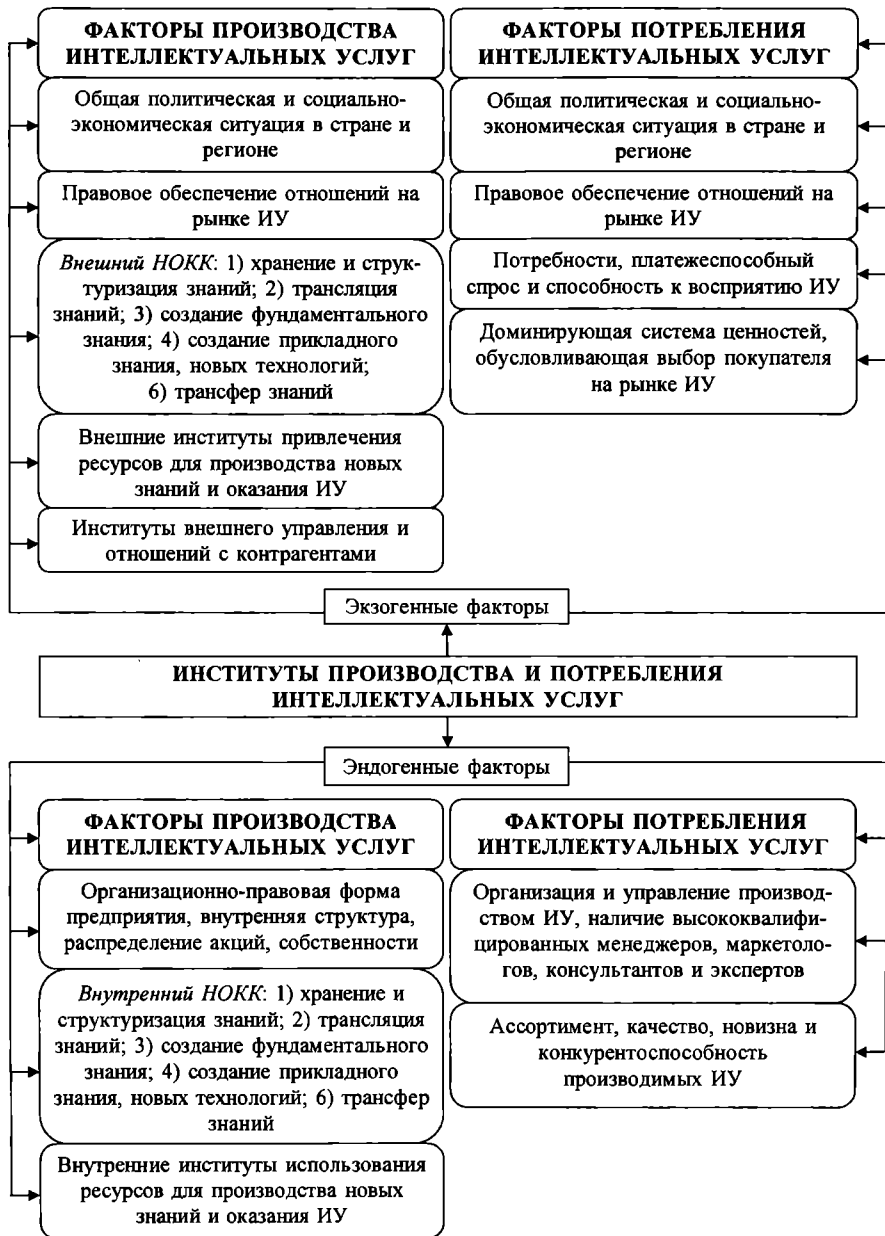 ФАКТОРЫ ПРОИЗВОДСТВА
ИНТЕЛЛЕКТУАЛЬНЫХ УСЛУГ
Общая политическая и социально-
экономическая ситуация в стране и
регионе
Правовое обеспечение отношений на
рынке ИУ
Внешний НОКК: 1) хранение и струк-
туризация знаний; 2) трансляция
знаний; 3) создание фундаментального
знания; 4) создание прикладного
знания, новых технологий;
6) трансфер знаний
Внешние институты привлечения
ресурсов для производства новых
знаний и оказания ИУ
Институты внешнего управления и
отношений с контрагентами
ФАКТОРЫ ПОТРЕБЛЕНИЯ
ИНТЕЛЛЕКТУАЛЬНЫХ УСЛУГ
Общая политическая и социально-
экономическая ситуация в стране и
регионе
Правовое обеспечение отношений на
рынке ИУ
Потребности, платежеспособный
спрос и способность к восприятию ИУ
Доминирующая система ценностей,
обусловливающая выбор покупателя
на рынке ИУ
Экзогенные факторы
ИНСТИТУТЫ ПРОИЗВОДСТВА И ПОТРЕБЛЕНИЯ
ИНТЕЛЛЕКТУАЛЬНЫХ УСЛУГ
Эндогенные факторы
ФАКТОРЫ ПРОИЗВОДСТВА
ИНТЕЛЛЕКТУАЛЬНЫХ УСЛУГ
Организационно-правовая форма
предприятия, внутренняя структура,
распределение акций, собственности
Внутренний НОКК: 1) хранение и
структуризация знаний; 2) трансляция
знаний; 3) создание фундаментального
знания; 4) создание прикладного
знания, новых технологий; 6) трансфер
знаний
Внутренние институты использования
ресурсов для производства новых
знаний и оказания ИУ
ФАКТОРЫ ПОТРЕБЛЕНИЯ
ИНТЕЛЛЕКТУАЛЬНЫХ УСЛУГ
Организация и управление производ-
ством ИУ, наличие высококвалифи-
цированных менеджеров, маркетоло-
гов, консультантов и экспертов
Ассортимент, качество, новизна и
конкурентоспособность
производимых ИУ